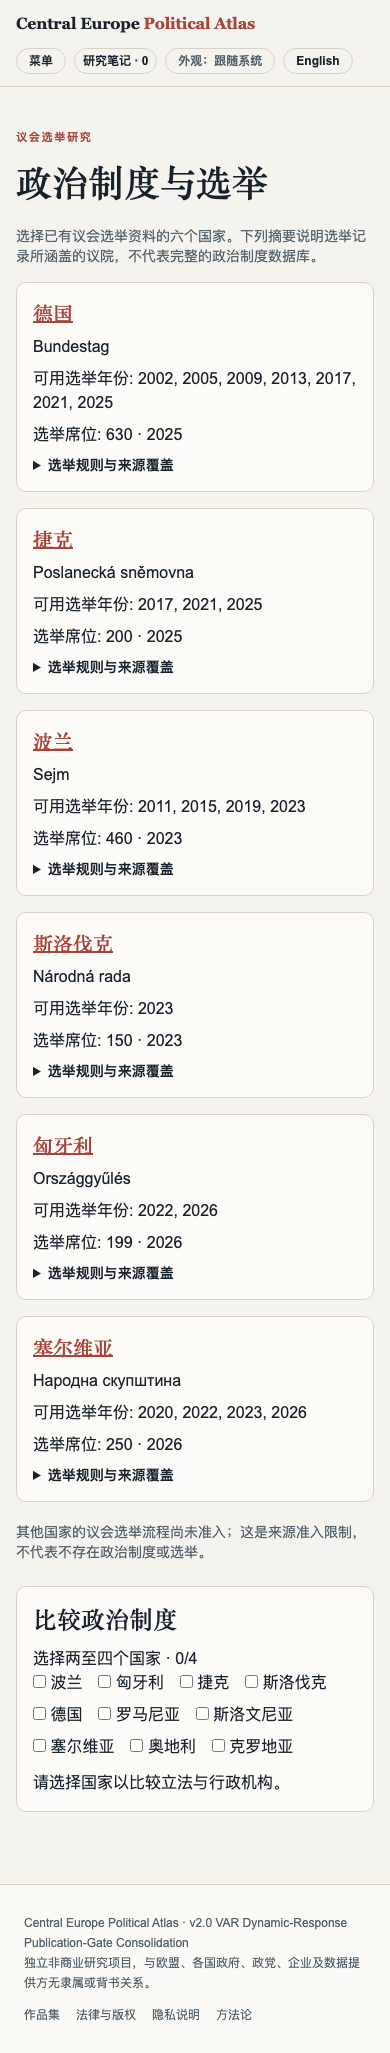 Central Europe Political Atlas
菜单
研究笔记 · 0
外观：跟随系统
English
议会选举研究
政治制度与选举
选择已有议会选举资料的六个国家。下列摘要说明选举记
录所涵盖的议院，不代表完整的政治制度数据库。
德国
Bundestag
可用选举年份: 2002, 2005, 2009, 2013, 2017,
2021, 2025
选举席位: 630 · 2025
▶ 选举规则与来源覆盖
捷克
Poslanecká sněmovna
可用选举年份: 2017, 2021, 2025
选举席位: 200 · 2025
▶ 选举规则与来源覆盖
波兰
Sejm
可用选举年份: 2011, 2015, 2019, 2023
选举席位: 460 · 2023
▶ 选举规则与来源覆盖
斯洛伐克
Národná rada
可用选举年份: 2023
选举席位: 150 · 2023
▶ 选举规则与来源覆盖
匈牙利
Országgyűlés
可用选举年份: 2022, 2026
选举席位: 199 · 2026
▶ 选举规则与来源覆盖
塞尔维亚
Народна скупштина
可用选举年份: 2020, 2022, 2023, 2026
选举席位: 250 · 2026
▶ 选举规则与来源覆盖
其他国家的议会选举流程尚未准入；这是来源准入限制，
不代表不存在政治制度或选举。
比较政治制度
选择两至四个国家 · 0/4
波兰 匈牙利 捷克 斯洛伐克
德国 罗马尼亚 斯洛文尼亚
塞尔维亚 奥地利 克罗地亚
请选择国家以比较立法与行政机构。
Central Europe Political Atlas · v2.0 VAR Dynamic-Response
Publication-Gate Consolidation
独立非商业研究项目，与欧盟、各国政府、政党、企业及数据提
供方无隶属或背书关系。
作品集 法律与版权 隐私说明 方法论